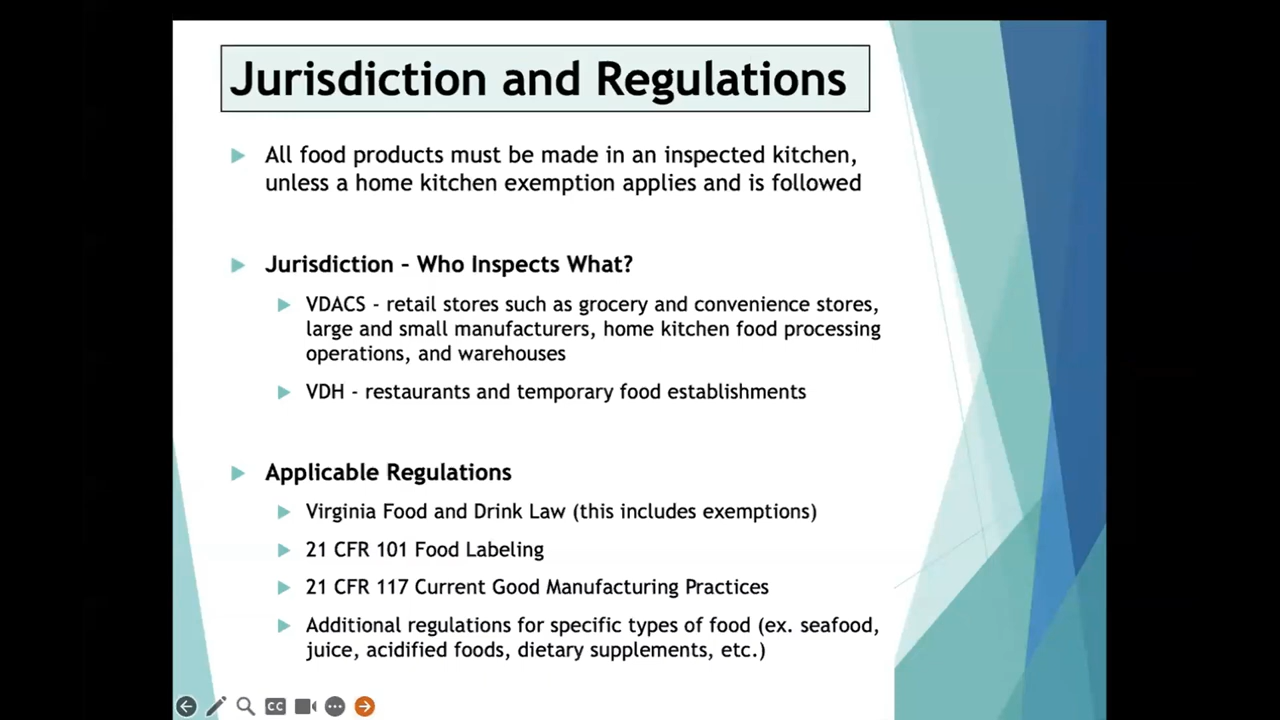 Jurisdiction and Regulations
All food products must be made in an inspected kitchen,
unless a home kitchen exemption applies and is followed
Jurisdiction – Who Inspects What?
VDACS - retail stores such as grocery and convenience stores,
large and small manufacturers, home kitchen food processing
operations, and warehouses
VDH - restaurants and temporary food establishments
Applicable Regulations
Virginia Food and Drink Law (this includes exemptions)
21 CFR 101 Food Labeling
21 CFR 117 Current Good Manufacturing Practices
Additional regulations for specific types of food (ex. seafood,
juice, acidified foods, dietary supplements, etc.)
CC